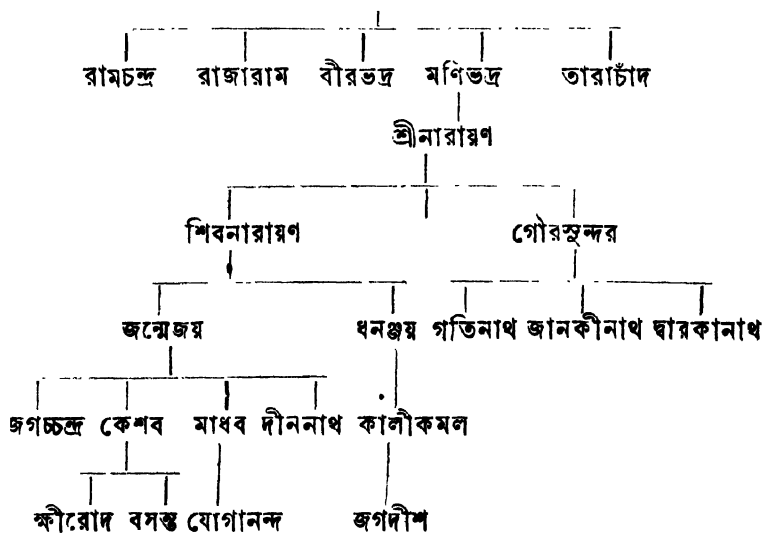 রামচন্দ্র রাজারাম বীরভদ্র মণিভদ্র তারাচাঁদ
শ্রীনারায়ণ
শিবনারায়ণ গৌরসুন্দর
জন্মেজয় ধনঞ্জয় গতিনাথ জানকীনাথ দ্বারকানাথ
জগচ্চন্দ্র কেশব মাধব দীননাথ কালীকমল
ক্ষীরোদ বসন্ত যোগানন্দ জগদীশ